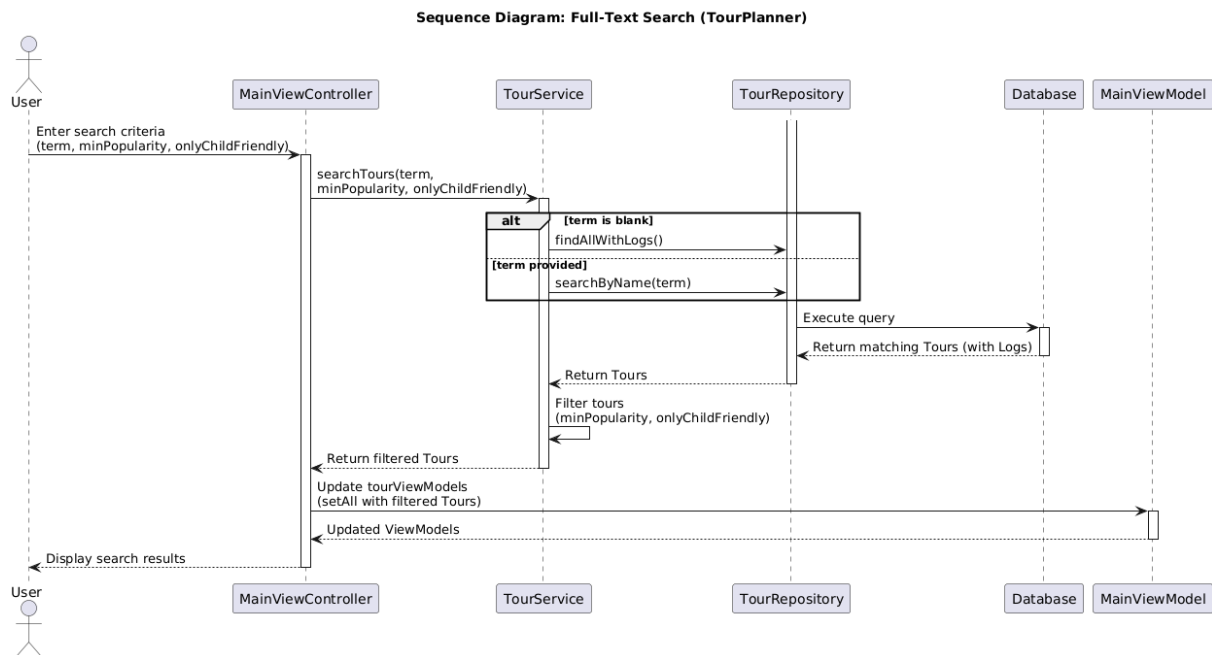 Sequence Diagram: Full-Text Search (TourPlanner)
User
MainViewController
TourService
TourRepository
Database
MainViewModel
Enter search criteria
(term, minPopularity, onlyChildFriendly)
searchTours(term,
minPopularity, onlyChildFriendly)
alt
[term is blank]
findAllWithLogs()
[term provided]
searchByName(term)
Execute query
Return matching Tours (with Logs)
Return Tours
Filter tours
(minPopularity, onlyChildFriendly)
Return filtered Tours
Update tourViewModels
(setAll with filtered Tours)
Updated ViewModels
Display search results
User
MainViewController
TourService
TourRepository
Database
MainViewModel